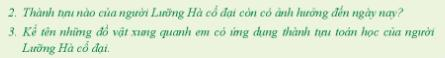 2. Thành tựu nào của người Lưỡng Hà cổ đại còn có ảnh hưởng đến ngày nay?
3. Kể tên những đồ vật xung quanh em có ứng dụng thành tựu toán học của người
Lưỡng Hà cổ đại.